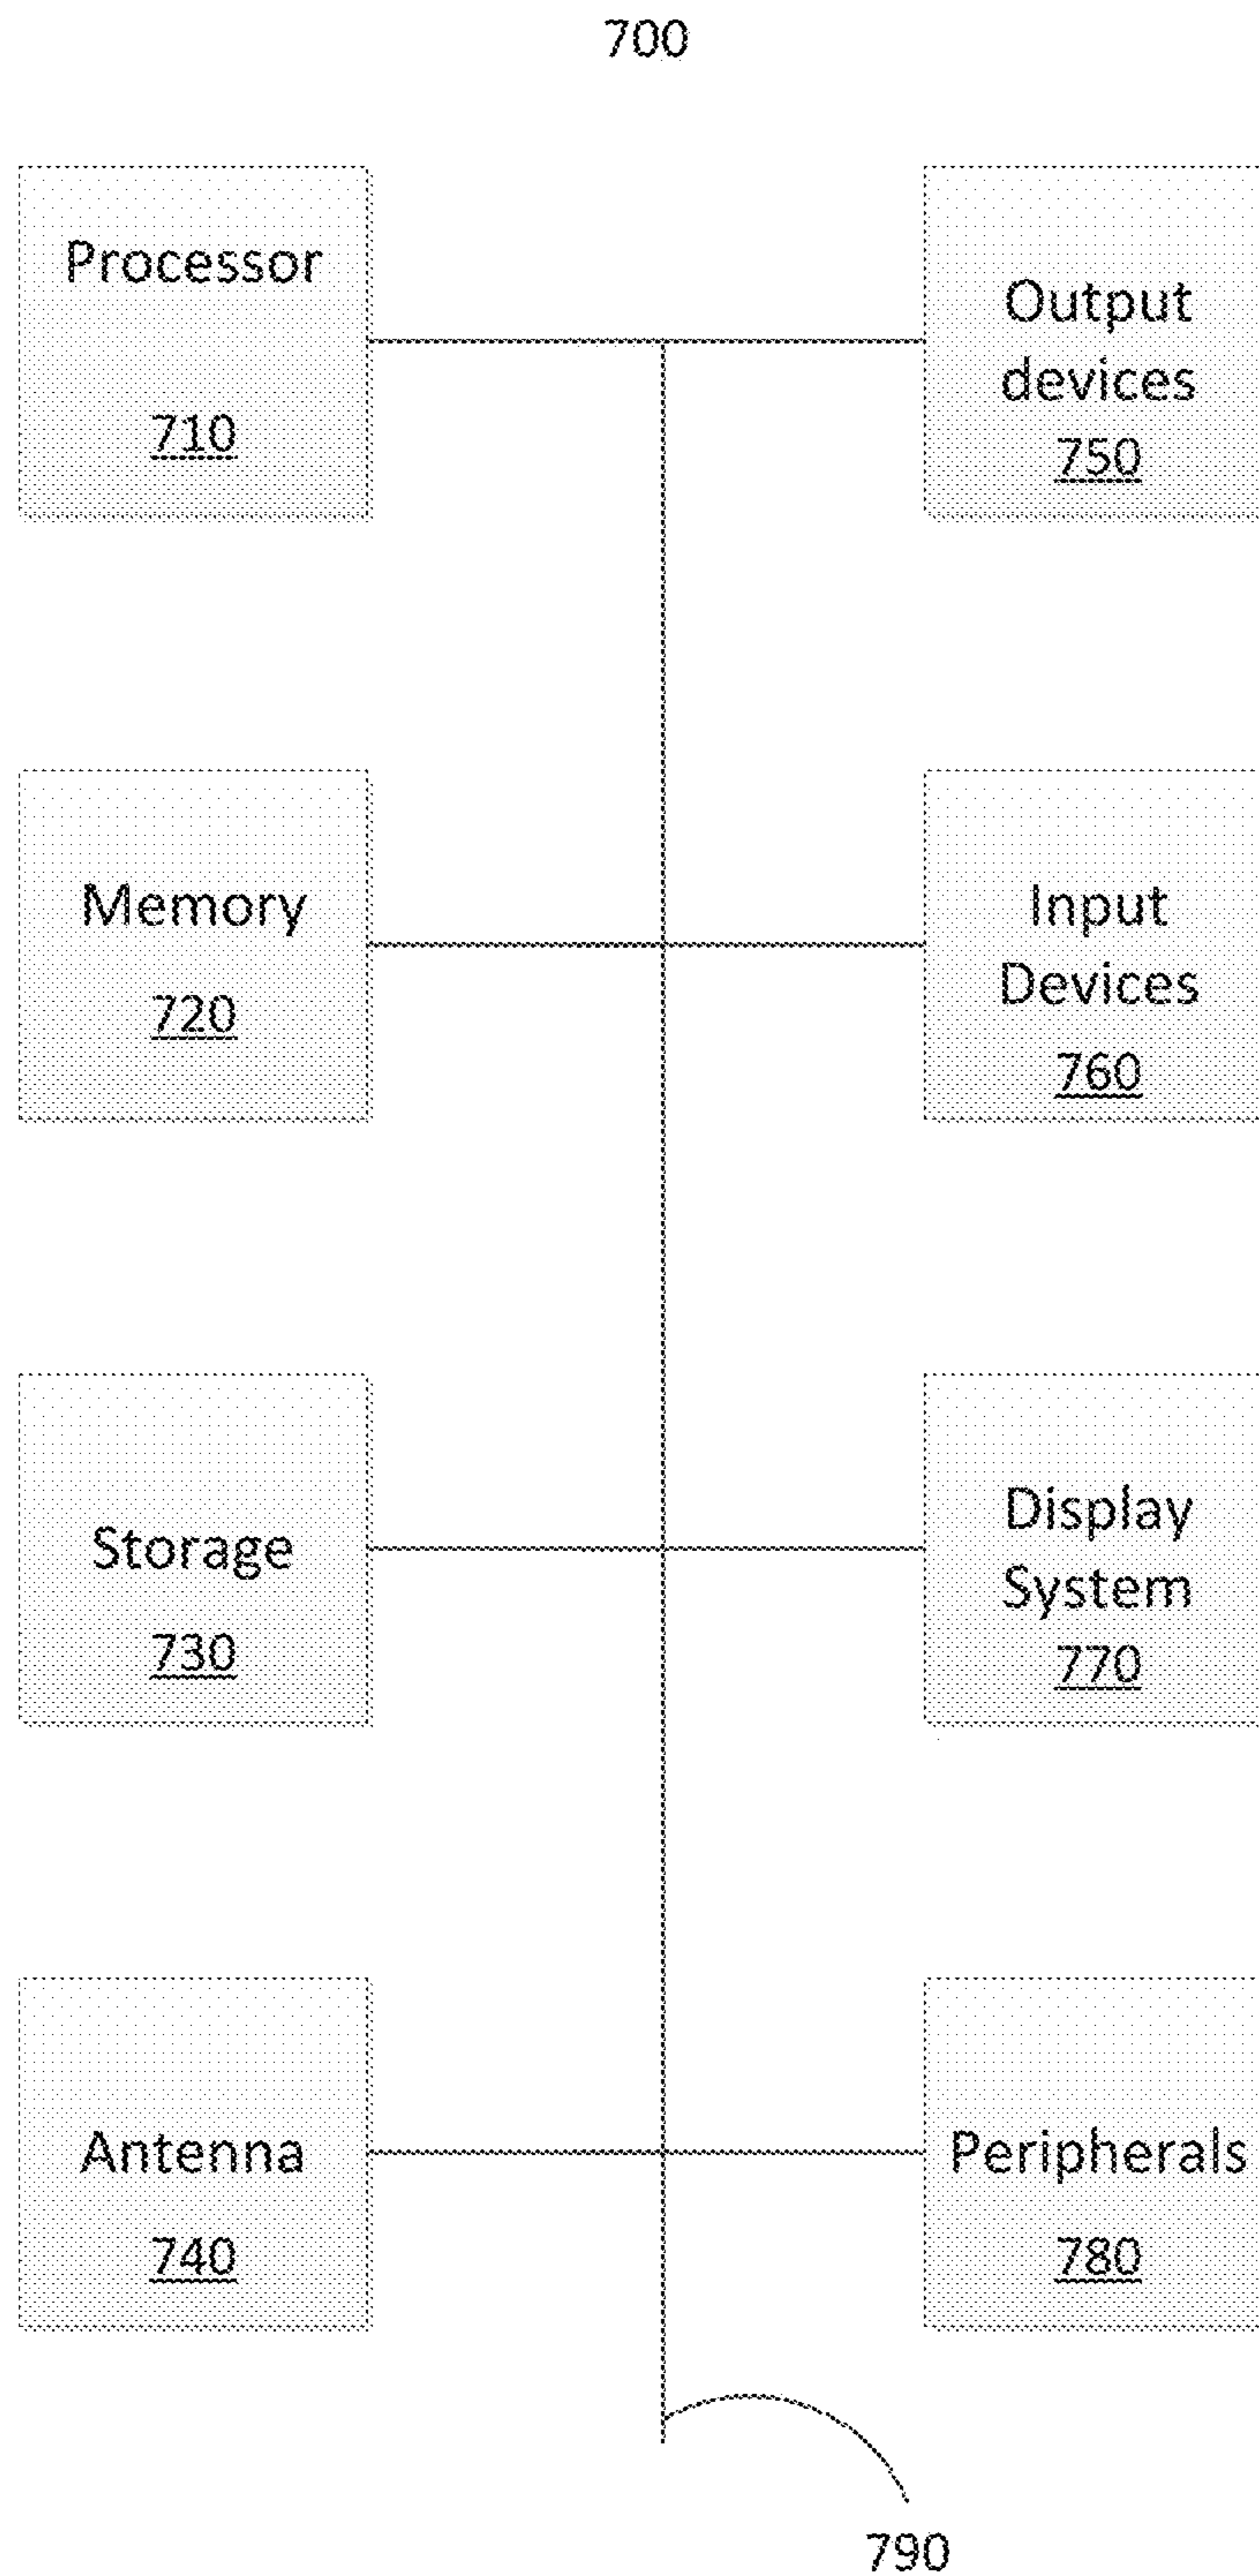 700
Processor
710
Output
devices
750
Memory
720
Input
Devices
760
Storage
730
Display
System
770
Antenna
740
Peripherals
780
790